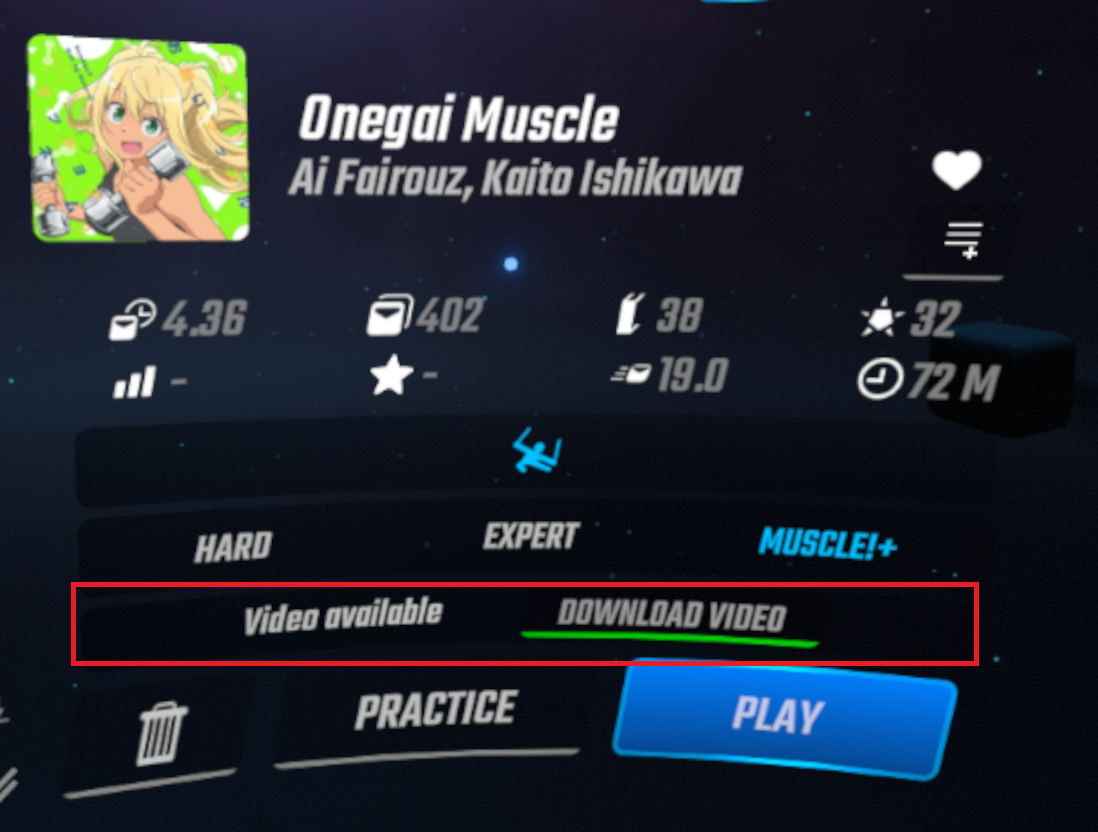 Onegai Muscle
Ai Fairouz, Kaito Ishikawa
4.36 402 38 32
- - 19.0 72 M
HARD EXPERT MUSCLE!+
Video available DOWNLOAD VIDEO
PRACTICE PLAY